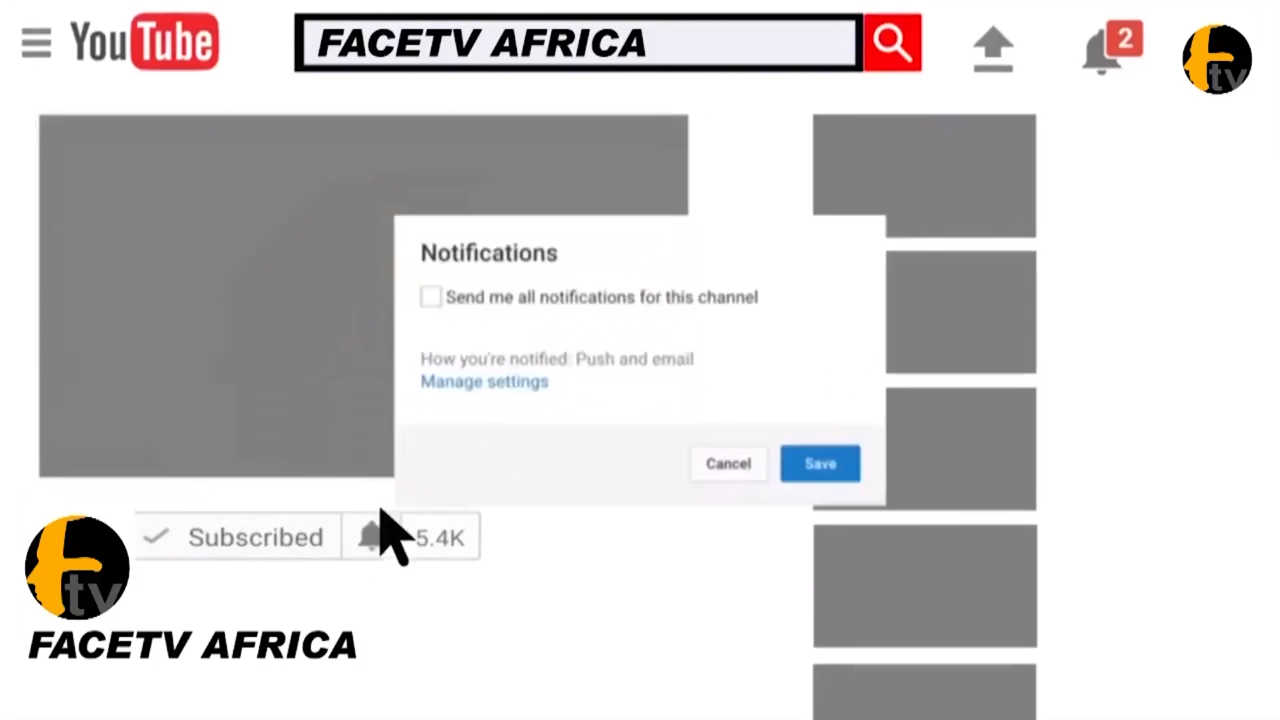 YouTube
FACETV AFRICA
2
tv
Notifications
Send me all notifications for this channel
How you're notified: Push and email
Manage settings
Cancel
Save
Subscribed
5.4K
tv
FACETV AFRICA